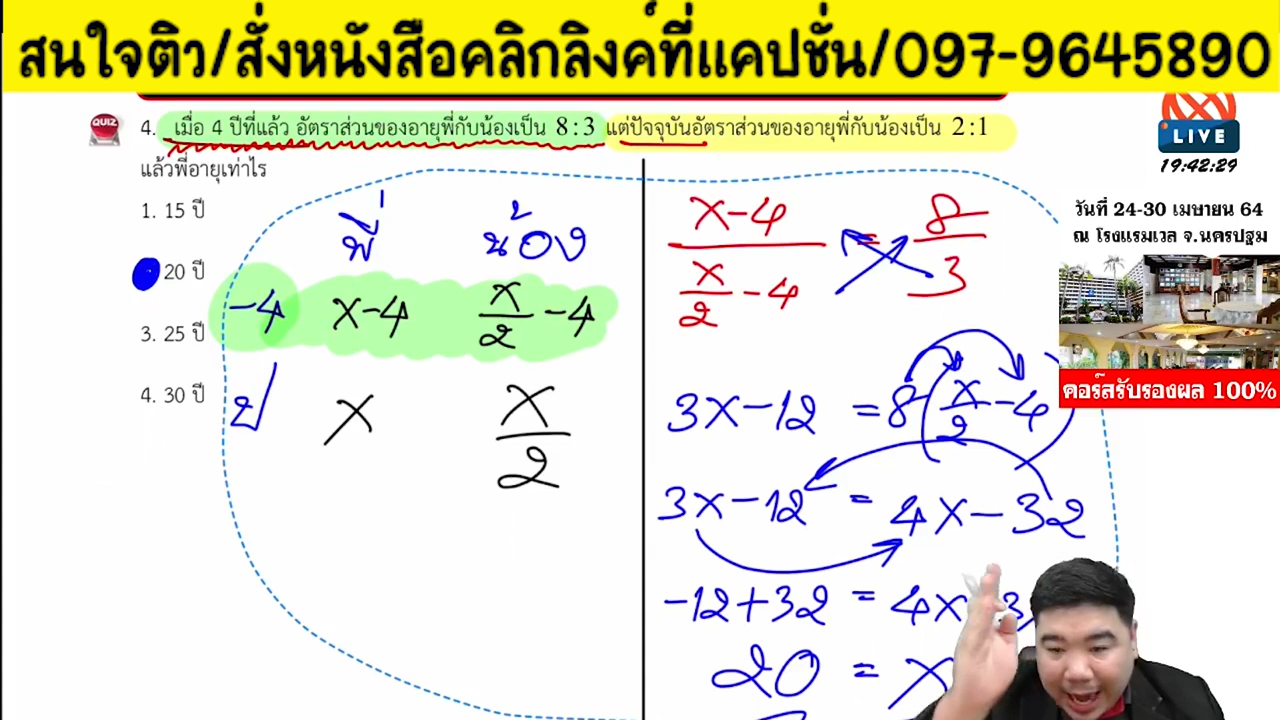 สนใจติว/สั่งหนังสือคลิกลิงค์ที่แคปชั่น/097-9645890
QUIZ
4. เมื่อ 4 ปีที่แล้ว อัตราส่วนของอายุพี่กับน้องเป็น 8:3 แต่ปัจจุบันอัตราส่วนของอายุพี่กับน้องเป็น 2:1
แล้วพี่อายุเท่าไร
1. 15 ปี
20 ปี
3. 25 ปี
4. 30 ปี
พี่ น้อง
-4 x-4 x/2 -4
ป x x/2
x-4 / x/2 -4 = 8/3
3x-12 = 8(x/2 -4)
3x-12 = 4x-32
-12+32 = 4x-3
20 = x
LIVE
19:42:29
วันที่ 24-30 เมษายน 64
ณ โรงแรมเวล จ.นครปฐม
คอร์สรับรองผล 100%